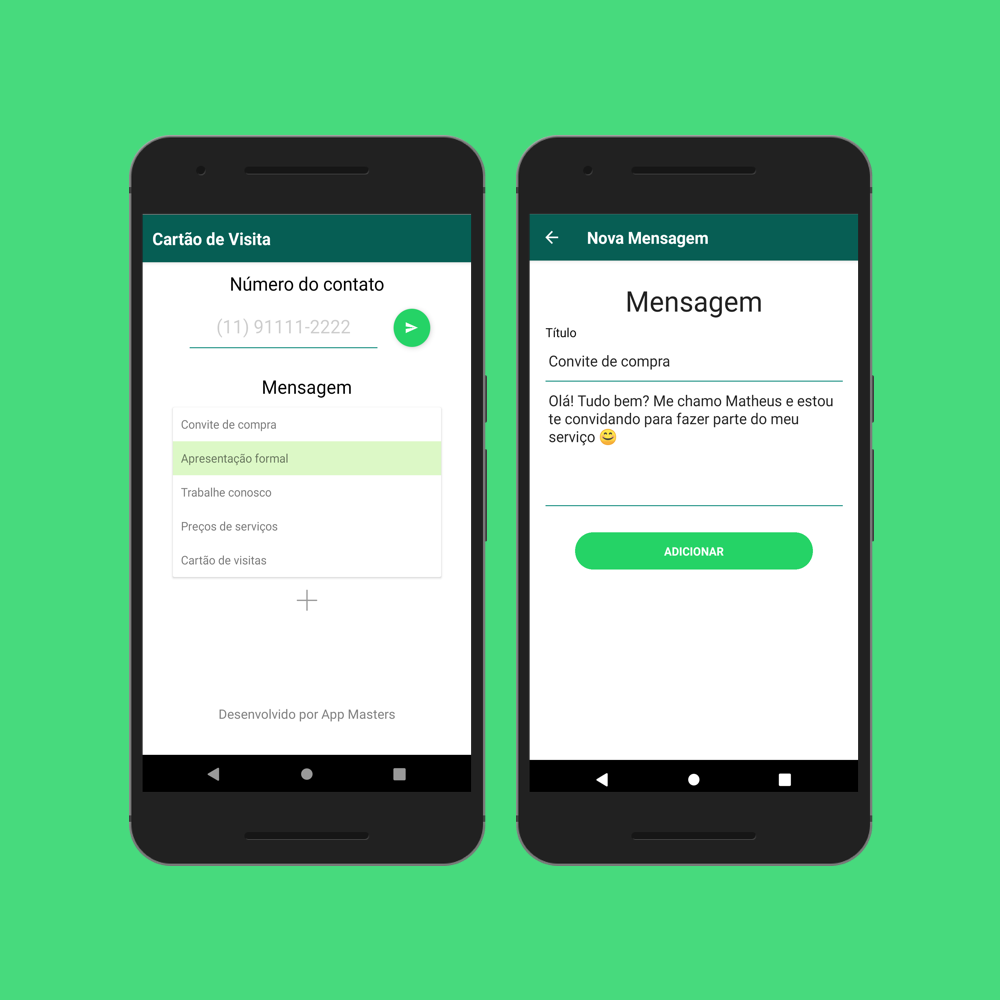 Cartão de Visita
Número do contato
(11) 91111-2222
Mensagem
Convite de compra
Apresentação formal
Trabalhe conosco
Preços de serviços
Cartão de visitas
Desenvolvido por App Masters
Nova Mensagem
Mensagem
Título
Convite de compra
Olá! Tudo bem? Me chamo Matheus e estou
te convidando para fazer parte do meu
serviço 😊
ADICIONAR